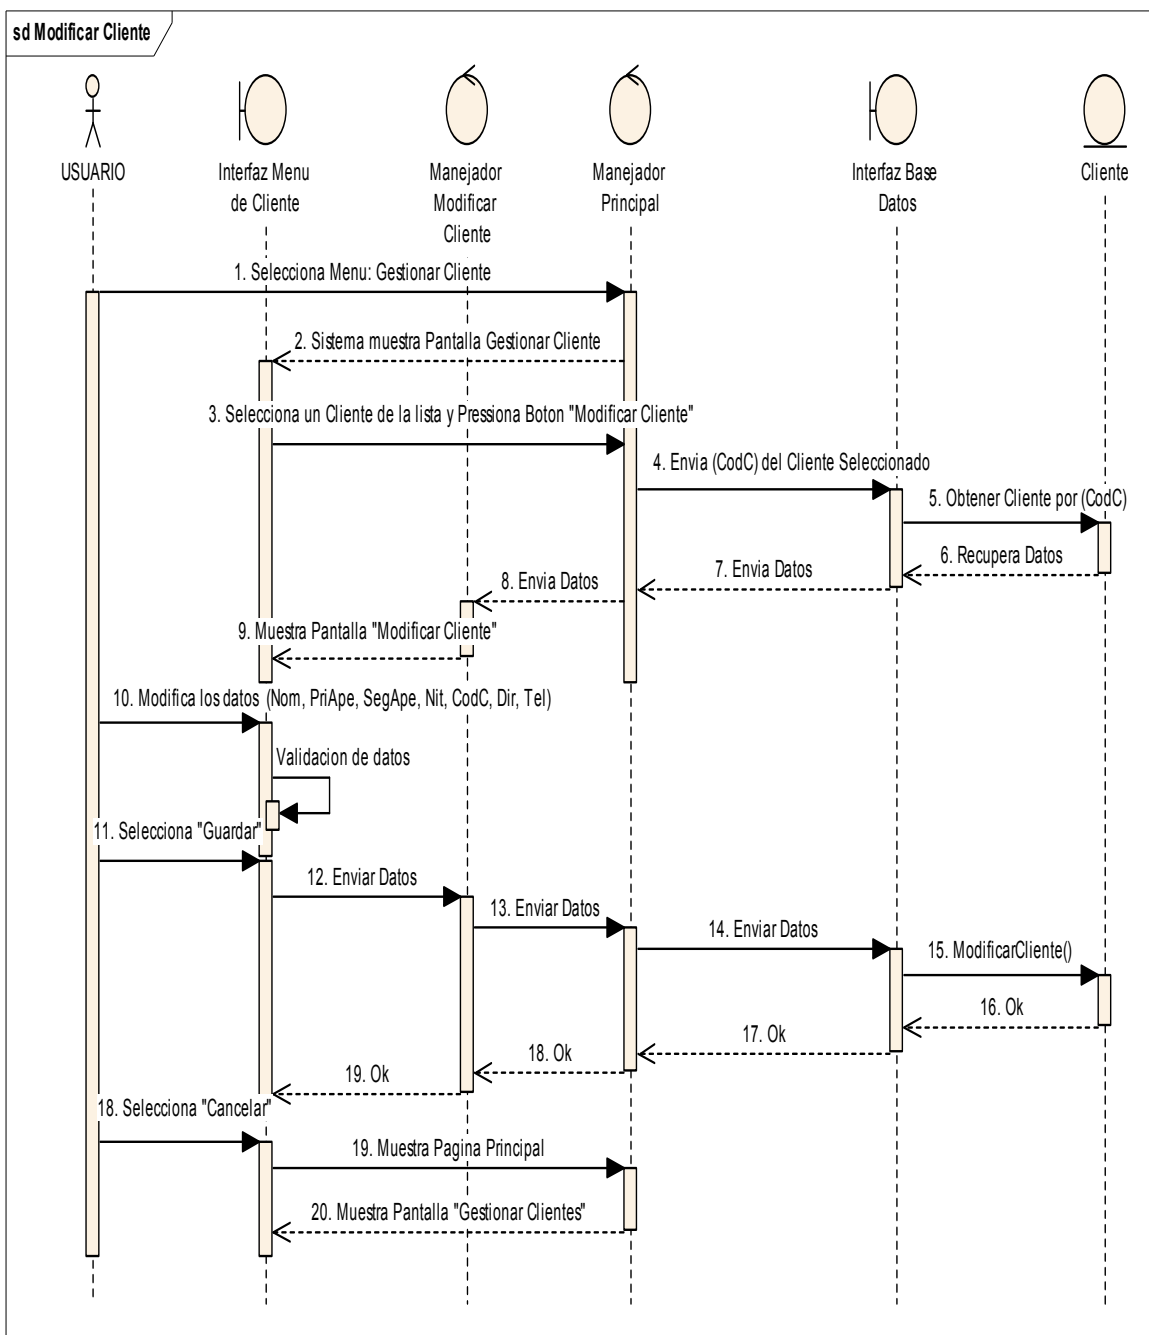 sd Modificar Cliente
USUARIO
Interfaz Menu
de Cliente
Manejador
Modificar
Cliente
Manejador
Principal
Interfaz Base
Datos
Cliente
1. Selecciona Menu: Gestionar Cliente
2. Sistema muestra Pantalla Gestionar Cliente
3. Selecciona un Cliente de la lista y Pressiona Boton "Modificar Cliente"
4. Envia (CodC) del Cliente Seleccionado
5. Obtener Cliente por (CodC)
6. Recupera Datos
7. Envia Datos
8. Envia Datos
9. Muestra Pantalla "Modificar Cliente"
10. Modifica los datos (Nom, PriApe, SegApe, Nit, CodC, Dir, Tel)
Validacion de datos
11. Selecciona "Guardar"
12. Enviar Datos
13. Enviar Datos
14. Enviar Datos
15. ModificarCliente()
16. Ok
17. Ok
18. Ok
19. Ok
18. Selecciona "Cancelar"
19. Muestra Pagina Principal
20. Muestra Pantalla "Gestionar Clientes"